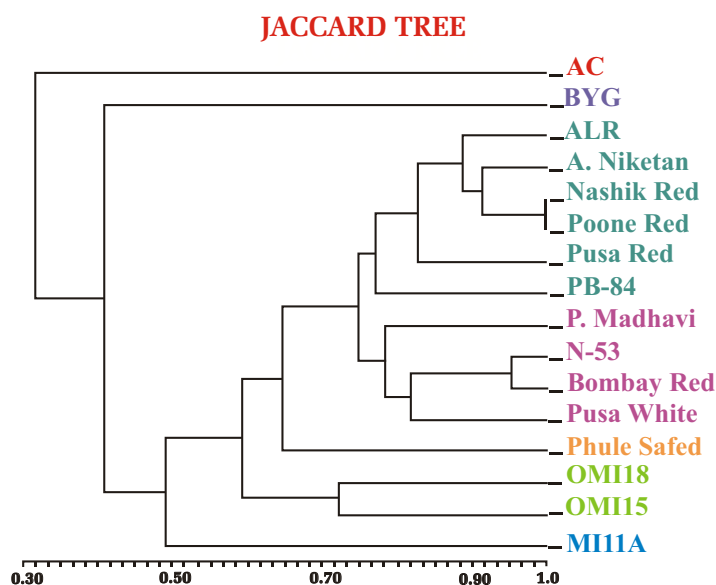 JACCARD TREE
AC
BYG
ALR
A. Niketan
Nashik Red
Poone Red
Pusa Red
PB-84
P. Madhavi
N-53
Bombay Red
Pusa White
Phule Safed
OMI18
OMI15
MI11A
0.30 0.50 0.70 0.90 1.0